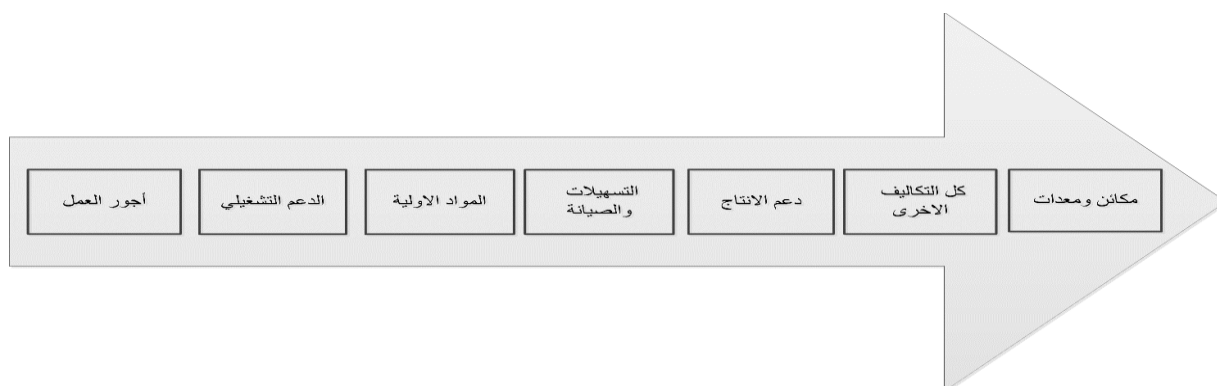 مكائن ومعدات
كل التكاليف
الاخرى
دعم الانتاج
التسهيلات
والصيانة
المواد الاولية
الدعم التشغيلي
أجور العمل